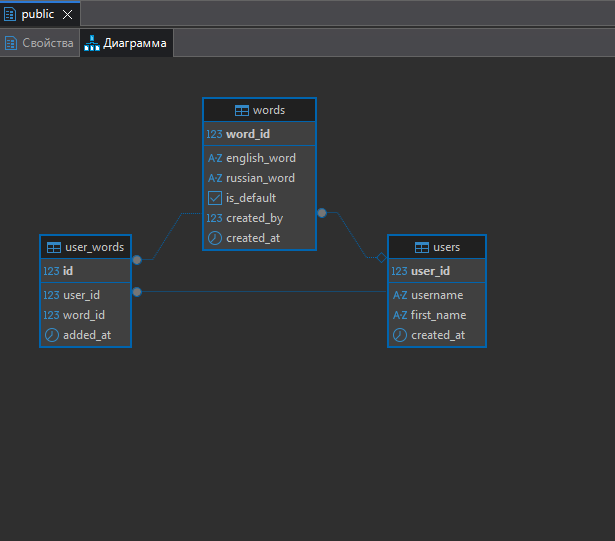 public
Свойства
Диаграмма
words
123 word_id
A-Z english_word
A-Z russian_word
is_default
123 created_by
created_at
user_words
123 id
123 user_id
123 word_id
added_at
users
123 user_id
A-Z username
A-Z first_name
created_at